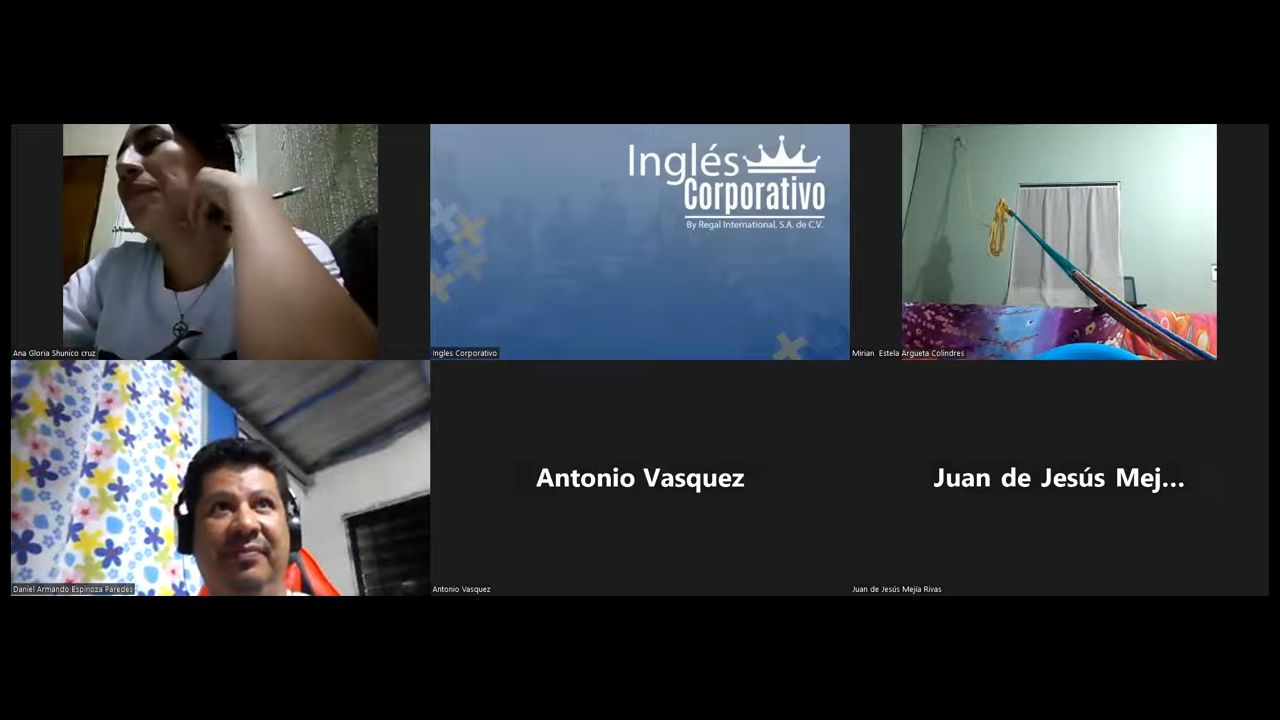 Inglés
Corporativo
By Regal International, S.A. de C.V.
Ana Gloria Shunico cruz
Ingles Corporativo
Mirian Estela Argueta Colindres
Antonio Vasquez
Juan de Jesús Mej...
Daniel Armando Espinoza Paredes
Antonio Vasquez
Juan de Jesús Mejía Rivas